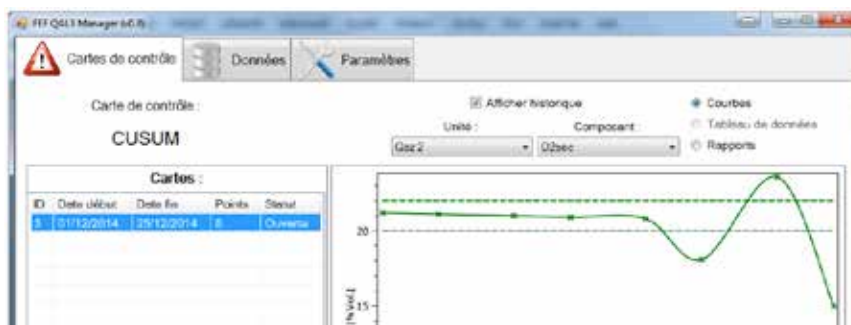 FEF QAL3 Manager (v0.8)
Cartes de contrôle
Données
Paramètres
Carte de contrôle :
CUSUM
Afficher historique
Unité :
Composant :
Gaz 2
O2sec
Courbes
Tableau de données
Rapports
Cartes :
ID Date début Date fin Points Statut
01/12/2014 25/12/2014 8 Ouverte
20
15
[% Vol.]